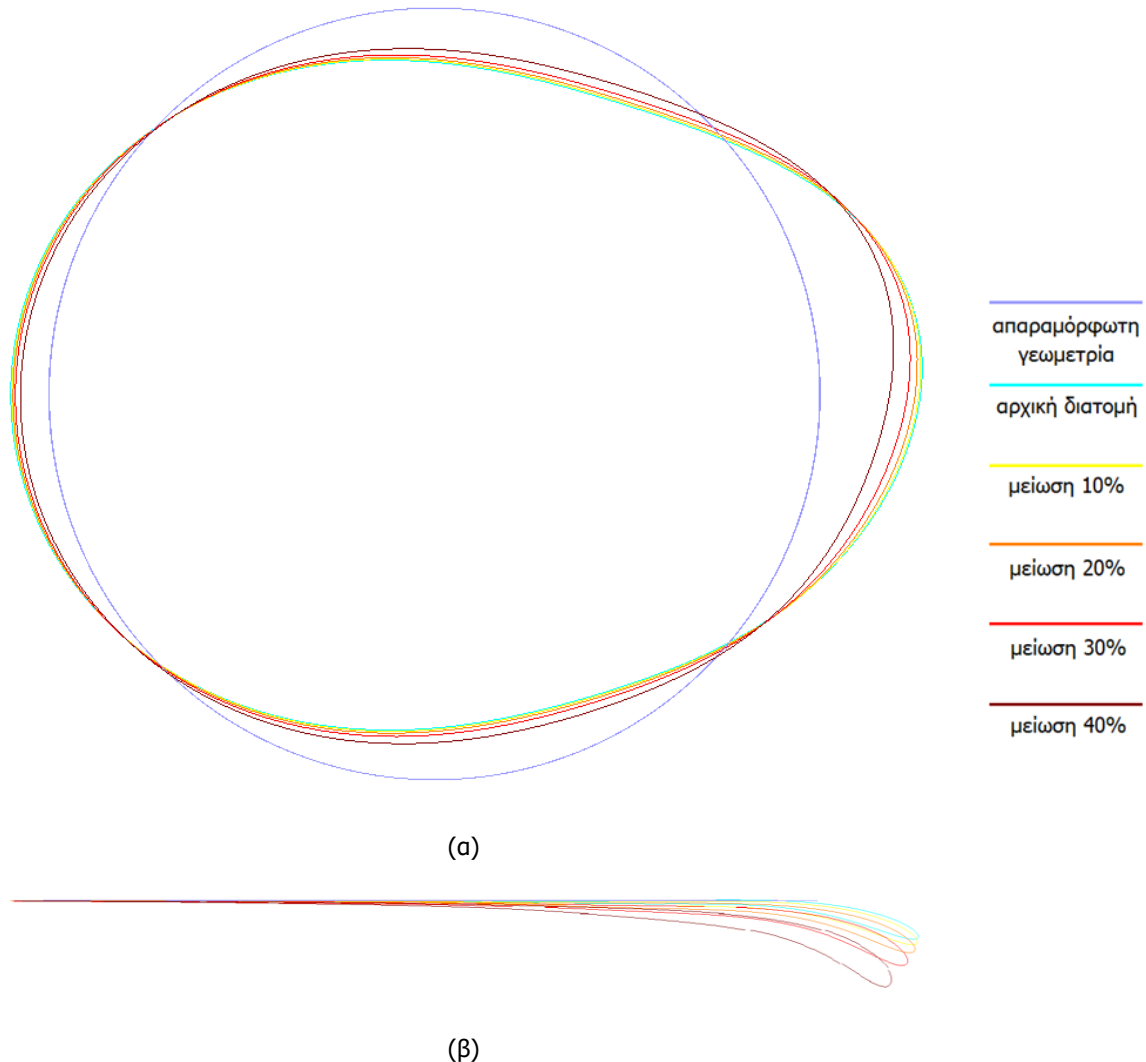 απαραμόρφωτη
γεωμετρία
αρχική διατομή
μείωση 10%
μείωση 20%
μείωση 30%
μείωση 40%
(α)
(β)